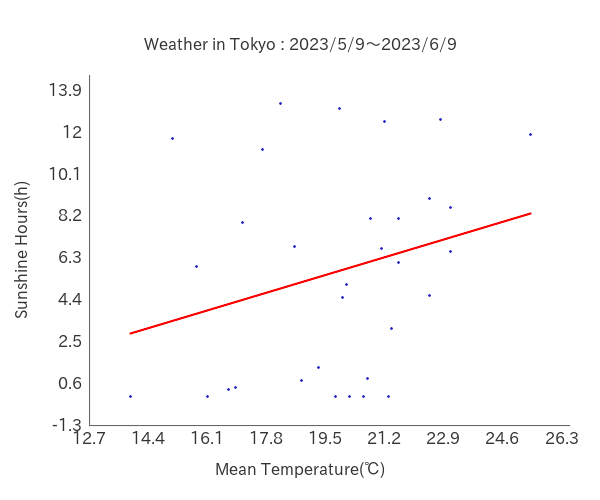 Weather in Tokyo : 2023/5/9～2023/6/9
Sunshine Hours(h)
13.9
12
10.1
8.2
6.3
4.4
2.5
0.6
-1.3
12.7 14.4 16.1 17.8 19.5 21.2 22.9 24.6 26.3
Mean Temperature(℃)